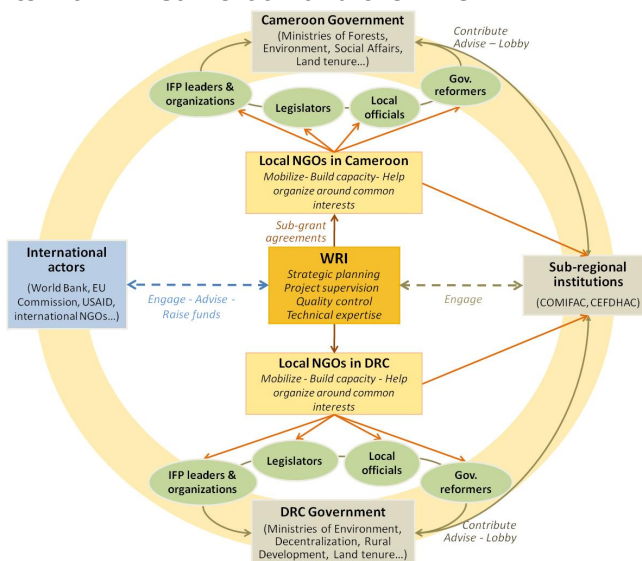 Cameroon Government
(Ministries of Forests,
Environment, Social Affairs,
Land tenure...)
Contribute
Advise – Lobby
IFP leaders &
organizations
Legislators
Local
officials
Gov.
reformers
Local NGOs in Cameroon
Mobilize- Build capacity- Help
organize around common
interests
Sub-grant
agreements
International
actors
(World Bank, EU
Commission, USAID,
international NGOs...)
Engage - Advise -
Raise funds
WRI
Strategic planning
Project supervision
Quality control
Technical expertise
Engage
Sub-regional
institutions
(COMIFAC, CEFDHAC)
Local NGOs in DRC
Mobilize - Build capacity - Help
organize around common
interests
IFP leaders &
organizations
Legislators
Local
officials
Gov.
reformers
DRC Government
(Ministries of Environment,
Decentralization, Rural
Development, Land tenure...)
Contribute
Advise - Lobby